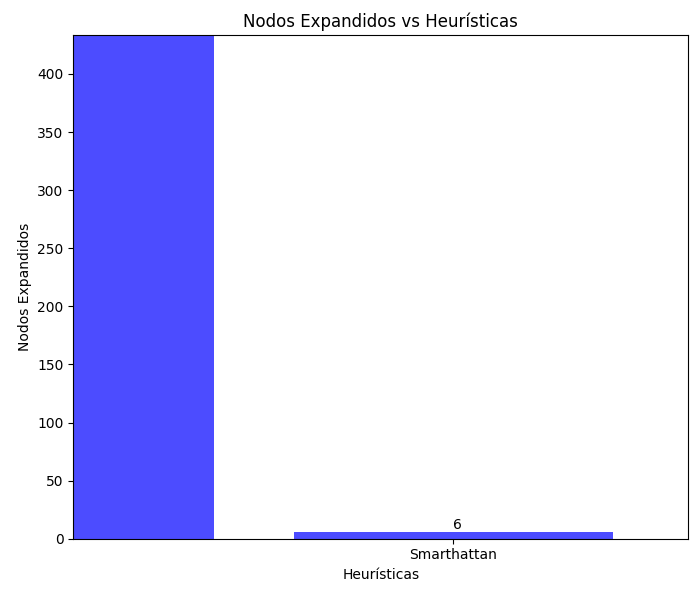 Nodos Expandidos vs Heurísticas
400
350
300
250
200
150
100
50
0
Nodos Expandidos
6
Smarthattan
Heurísticas